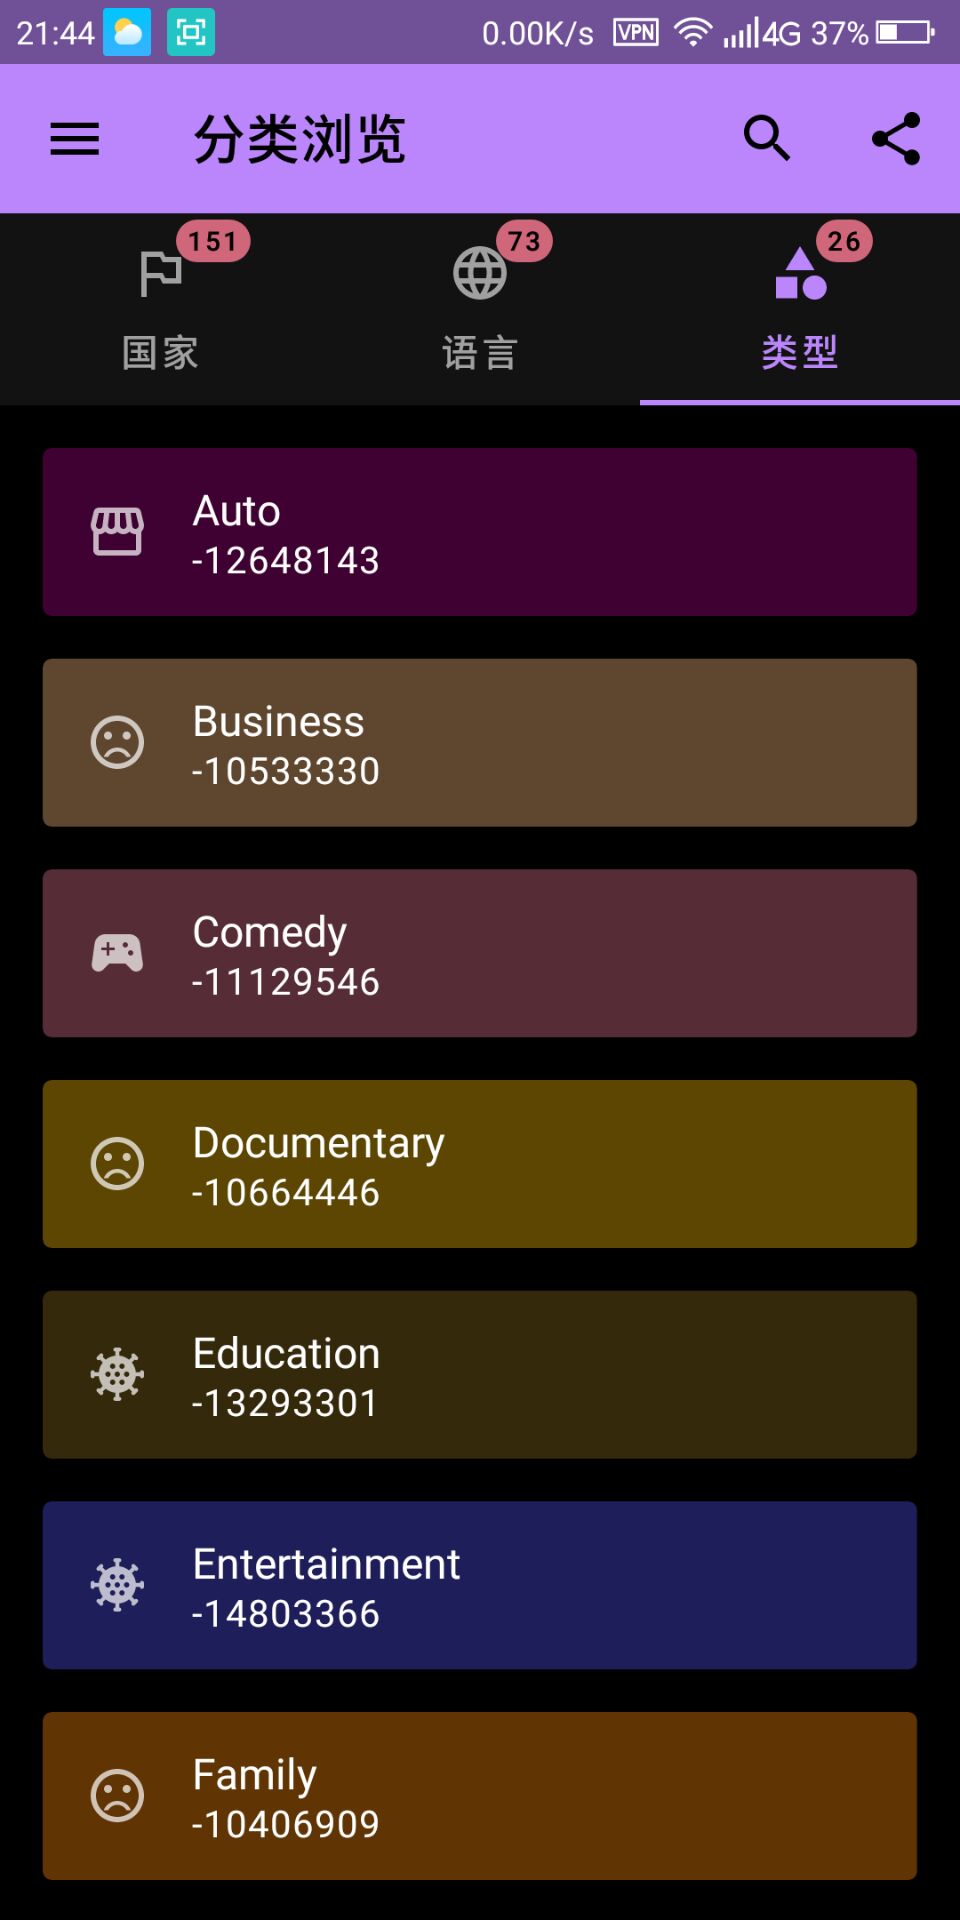 21:44 0.00K/s VPN 4G 37%
分类浏览
151 73 26
国家 语言 类型
Auto
-12648143
Business
-10533330
Comedy
-11129546
Documentary
-10664446
Education
-13293301
Entertainment
-14803366
Family
-10406909